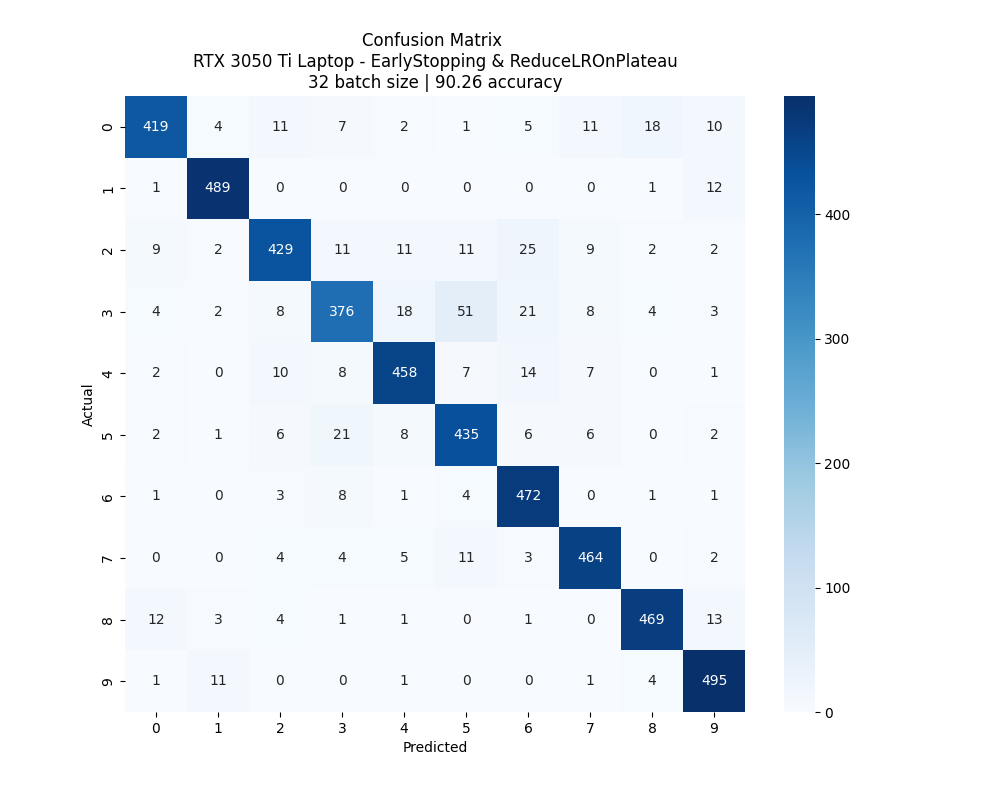 Confusion Matrix
RTX 3050 Ti Laptop - EarlyStopping & ReduceLROnPlateau
32 batch size | 90.26 accuracy
0 419 4 11 7 2 1 5 11 18 10
1 1 489 0 0 0 0 0 0 1 12
2 9 2 429 11 11 11 25 9 2 2
3 4 2 8 376 18 51 21 8 4 3
4 2 0 10 8 458 7 14 7 0 1
5 2 1 6 21 8 435 6 6 0 2
6 1 0 3 8 1 4 472 0 1 1
7 0 0 4 4 5 11 3 464 0 2
8 12 3 4 1 1 0 1 0 469 13
9 1 11 0 0 1 0 0 1 4 495
0 1 2 3 4 5 6 7 8 9
Predicted
Actual
400
300
200
100
0